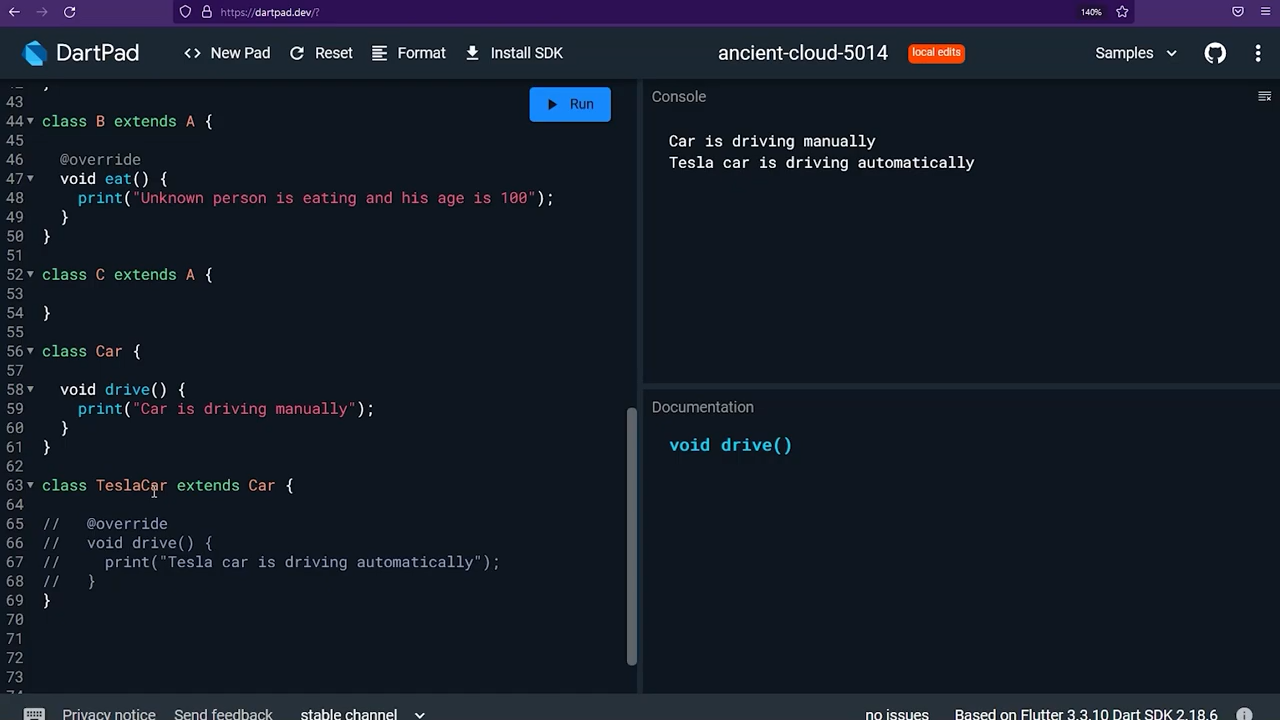 https://dartpad.dev/?
140%
DartPad
New Pad
Reset
Format
Install SDK
ancient-cloud-5014
local edits
Samples
43
44 class B extends A {
45
46 @override
47 void eat() {
48 print("Unknown person is eating and his age is 100");
49 }
50 }
51
52 class C extends A {
53
54 }
55
56 class Car {
57
58 void drive() {
59 print("Car is driving manually");
60 }
61 }
62
63 class TeslaCar extends Car {
64
65 // @override
66 // void drive() {
67 // print("Tesla car is driving automatically");
68 // }
69 }
70
71
72
73
Run
Console
Car is driving manually
Tesla car is driving automatically
Documentation
void drive()
Privacy notice
Send feedback
stable channel
no issues
Based on Flutter 3.3.10 Dart SDK 2.18.6